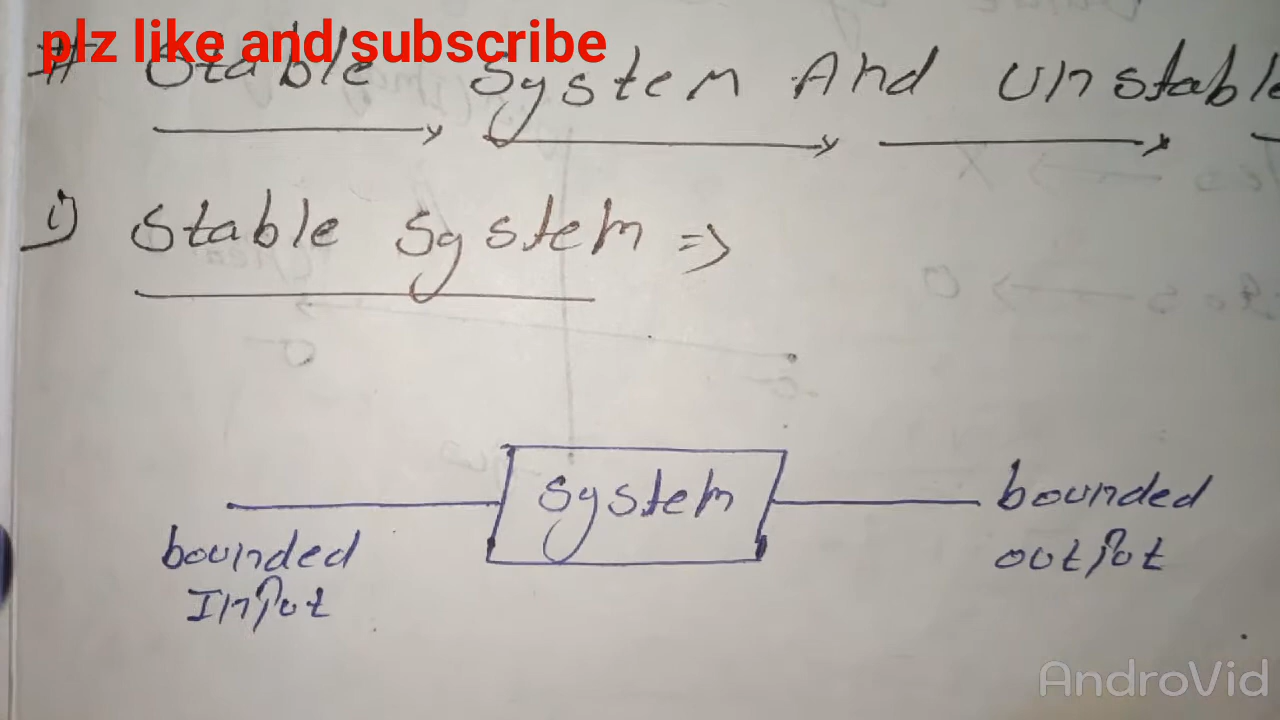 plz like and subscribe
# Stable System And Unstable
i) Stable System =>
System
bounded
Input
bounded
output
AndroVid